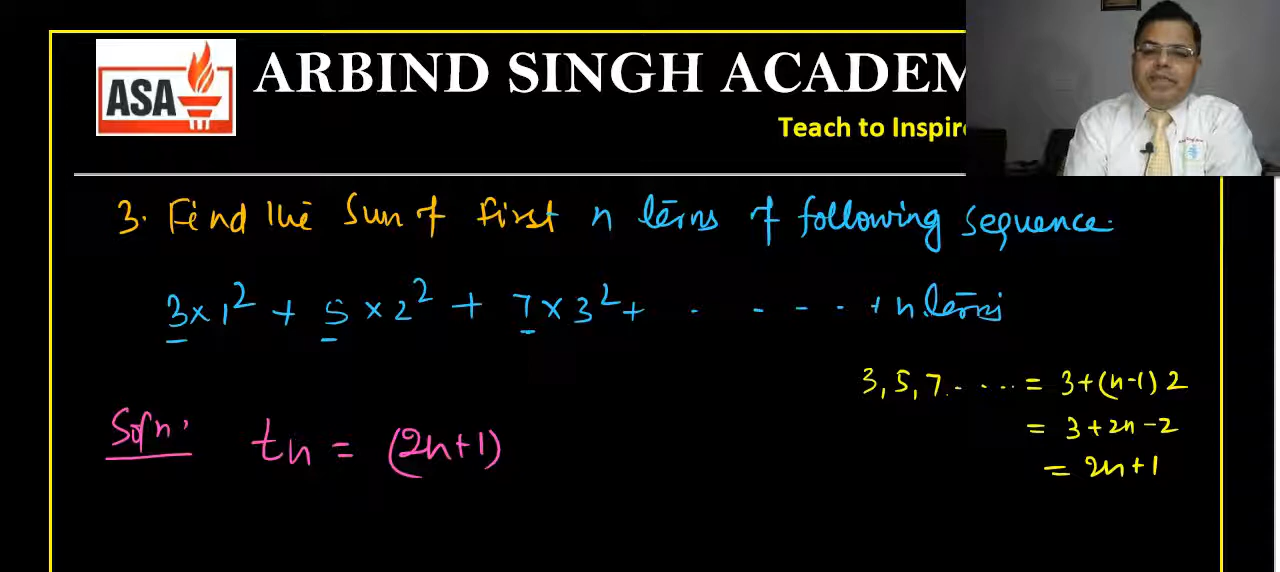 ASA
ARBIND SINGH ACADEM
Teach to Inspire
3. Find the Sum of first n terms of following sequence.
3×1² + 5×2² + 7×3² + . - - - . + n.terms
3, 5, 7. - . . . = 3+(n-1) 2
= 3+2n-2
= 2n+1
Soln.
tn = (2n+1)